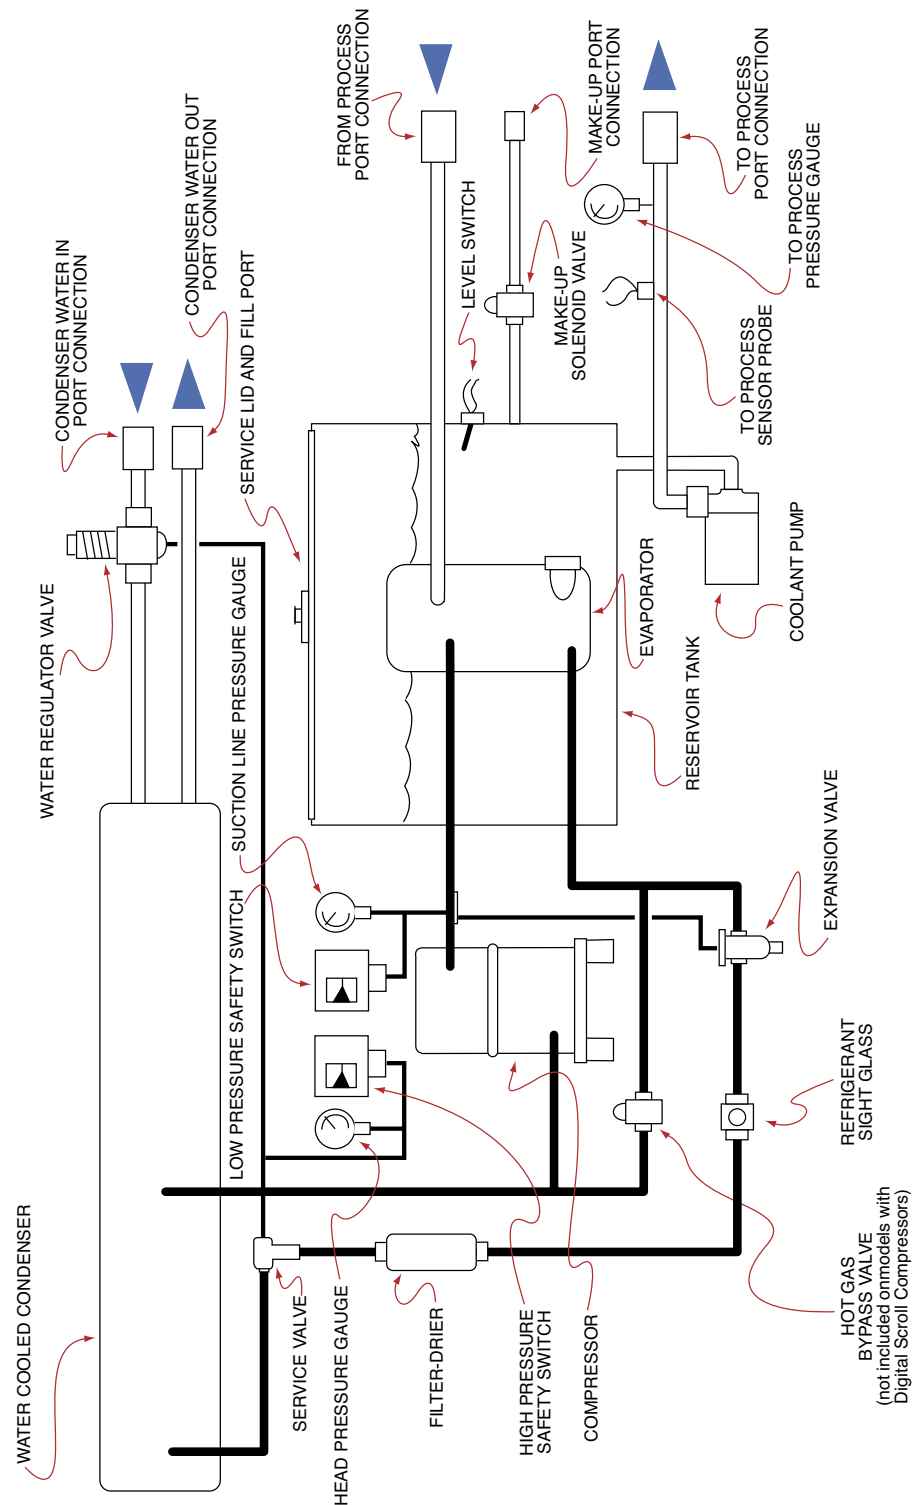 WATER COOLED CONDENSER
WATER REGULATOR VALVE
CONDENSER WATER IN
PORT CONNECTION
CONDENSER WATER OUT
PORT CONNECTION
SERVICE LID AND FILL PORT
SUCTION LINE PRESSURE GAUGE
LOW PRESSURE SAFETY SWITCH
FROM PROCESS
PORT CONNECTION
LEVEL SWITCH
MAKE-UP
SOLENOID VALVE
MAKE-UP PORT
CONNECTION
TO PROCESS
PORT CONNECTION
TO PROCESS
PRESSURE GAUGE
TO PROCESS
SENSOR PROBE
COOLANT PUMP
EVAPORATOR
RESERVOIR TANK
EXPANSION VALVE
REFRIGERANT
SIGHT GLASS
HOT GAS
BYPASS VALVE
(not included onmodels with
Digital Scroll Compressors)
COMPRESSOR
HIGH PRESSURE
SAFETY SWITCH
FILTER-DRIER
HEAD PRESSURE GAUGE
SERVICE VALVE